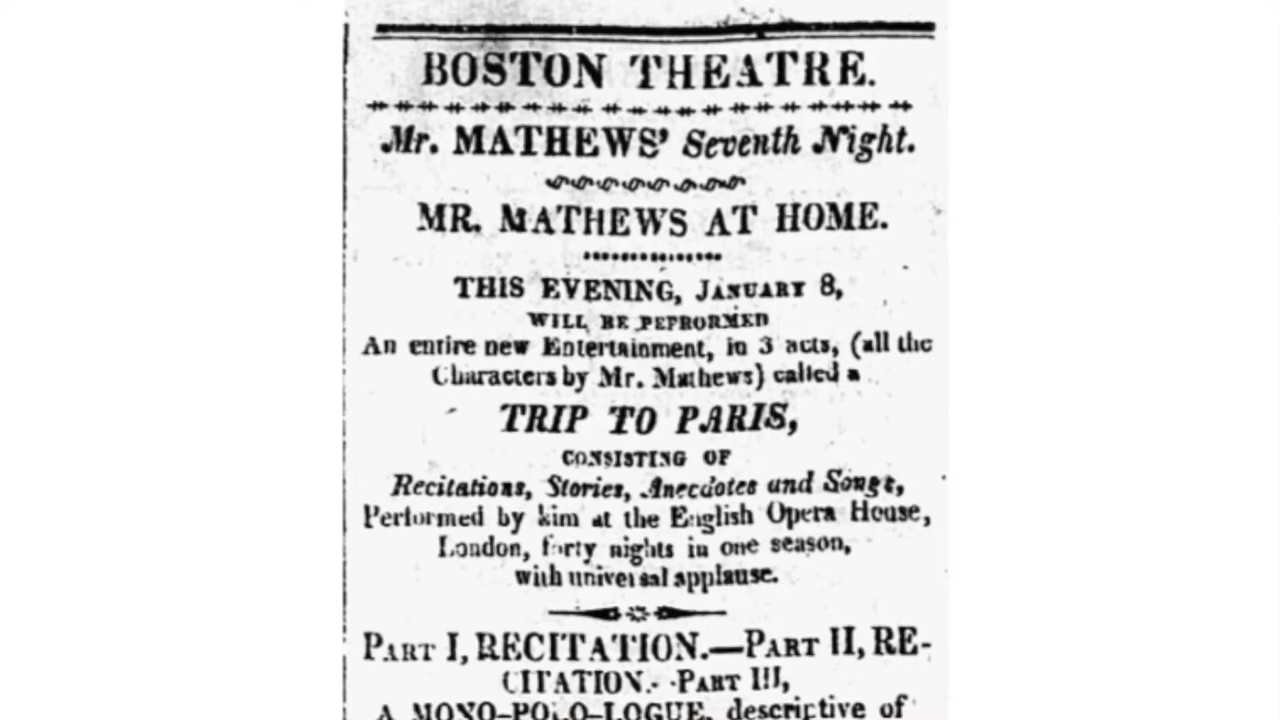 BOSTON THEATRE.
Mr. MATHEWS' Seventh Night.
MR. MATHEWS AT HOME.
THIS EVENING, JANUARY 8,
WILL BE PEFRORMED
An entire new Entertainment, in 3 acts, (all the
Characters by Mr. Mathews) called a
TRIP TO PARIS,
CONSISTING OF
Recitations, Stories, Anecdotes and Songs,
Performed by him at the English Opera House,
London, forty nights in one season,
with universal applause.
PART I, RECITATION.—PART II, RE-
CITATION.--PART III,
A MONO-POLO-LOGUE, descriptive of